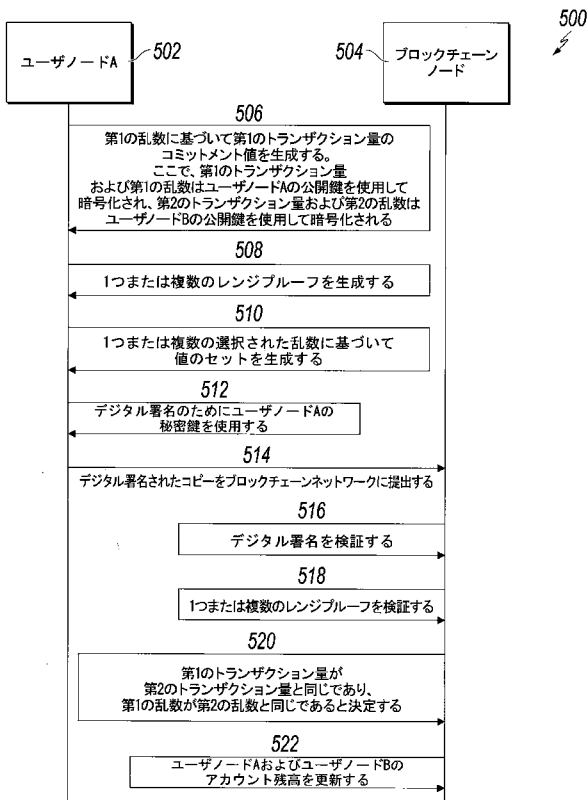 500
ユーザノードA
502
504
ブロックチェーン
ノード
506
第1の乱数に基づいて第1のトランザクション量の
コミットメント値を生成する。
ここで、第1のトランザクション量
および第1の乱数はユーザノードAの公開鍵を使用して
暗号化され、第2のトランザクション量および第2の乱数は
ユーザノードBの公開鍵を使用して暗号化される
508
1つまたは複数のレンジプルーフを生成する
510
1つまたは複数の選択された乱数に基づいて
値のセットを生成する
512
デジタル署名のためにユーザノードAの
秘密鍵を使用する
514
デジタル署名されたコピーをブロックチェーンネットワークに提出する
516
デジタル署名を検証する
518
1つまたは複数のレンジプルーフを検証する
520
第1のトランザクション量が
第2のトランザクション量と同じであり、
第1の乱数が第2の乱数と同じであると決定する
522
ユーザノードAおよびユーザノードBの
アカウント残高を更新する